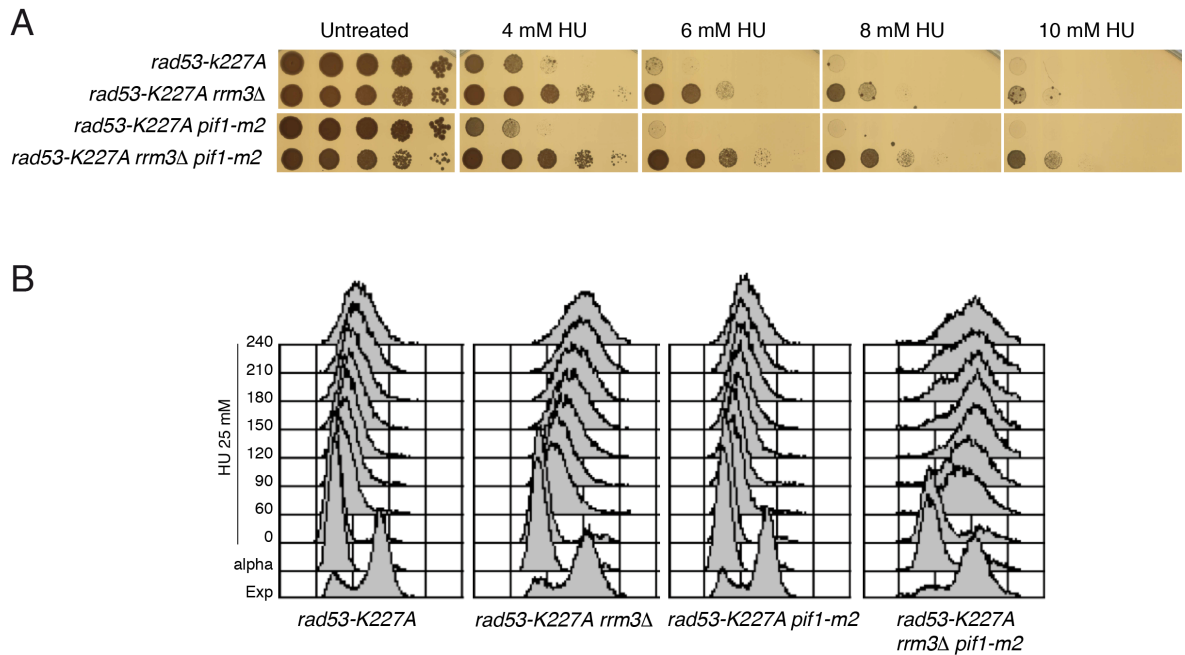 A
Untreated 4 mM HU 6 mM HU 8 mM HU 10 mM HU
rad53-k227A
rad53-K227A rrm3Δ
rad53-K227A pif1-m2
rad53-K227A rrm3Δ pif1-m2
B
HU 25 mM
240
210
180
150
120
90
60
0
alpha
Exp
rad53-K227A rad53-K227A rrm3Δ rad53-K227A pif1-m2 rad53-K227A
rrm3Δ pif1-m2